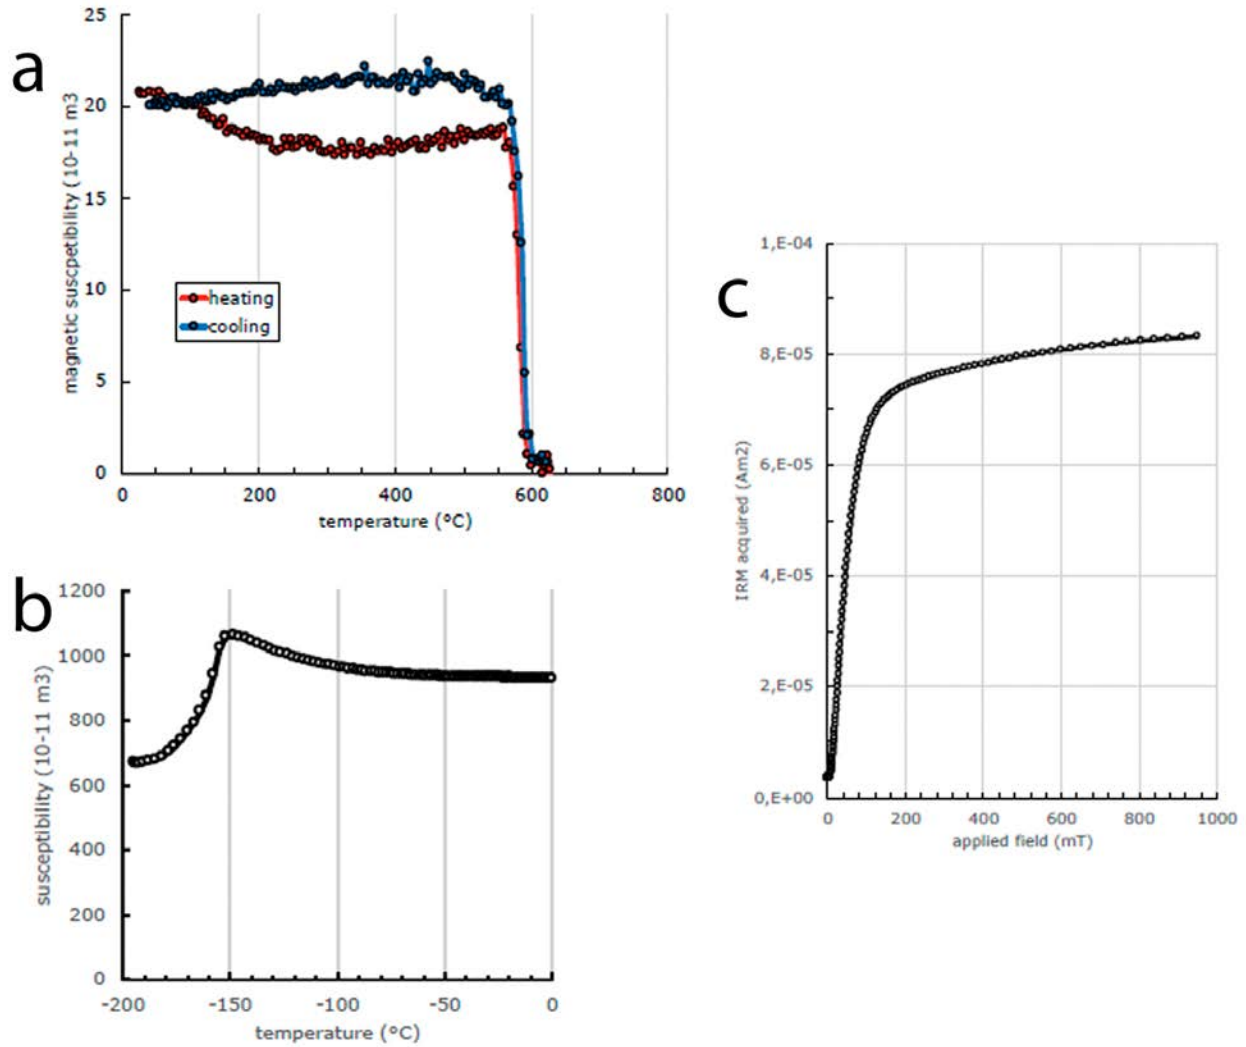 a
25
20
15
10
5
0
magnetic suscpetibility (10-11 m3
heating
cooling
0 200 400 600 800
temperature (°C)
b
1200
1000
800
600
400
200
0
susceptibility (10-11 m3)
-200 -150 -100 -50 0
temperature (°C)
c
1,E-04
8,E-05
6,E-05
4,E-05
2,E-05
0,E+00
IRM acquired (Am2)
0 200 400 600 800 1000
applied field (mT)